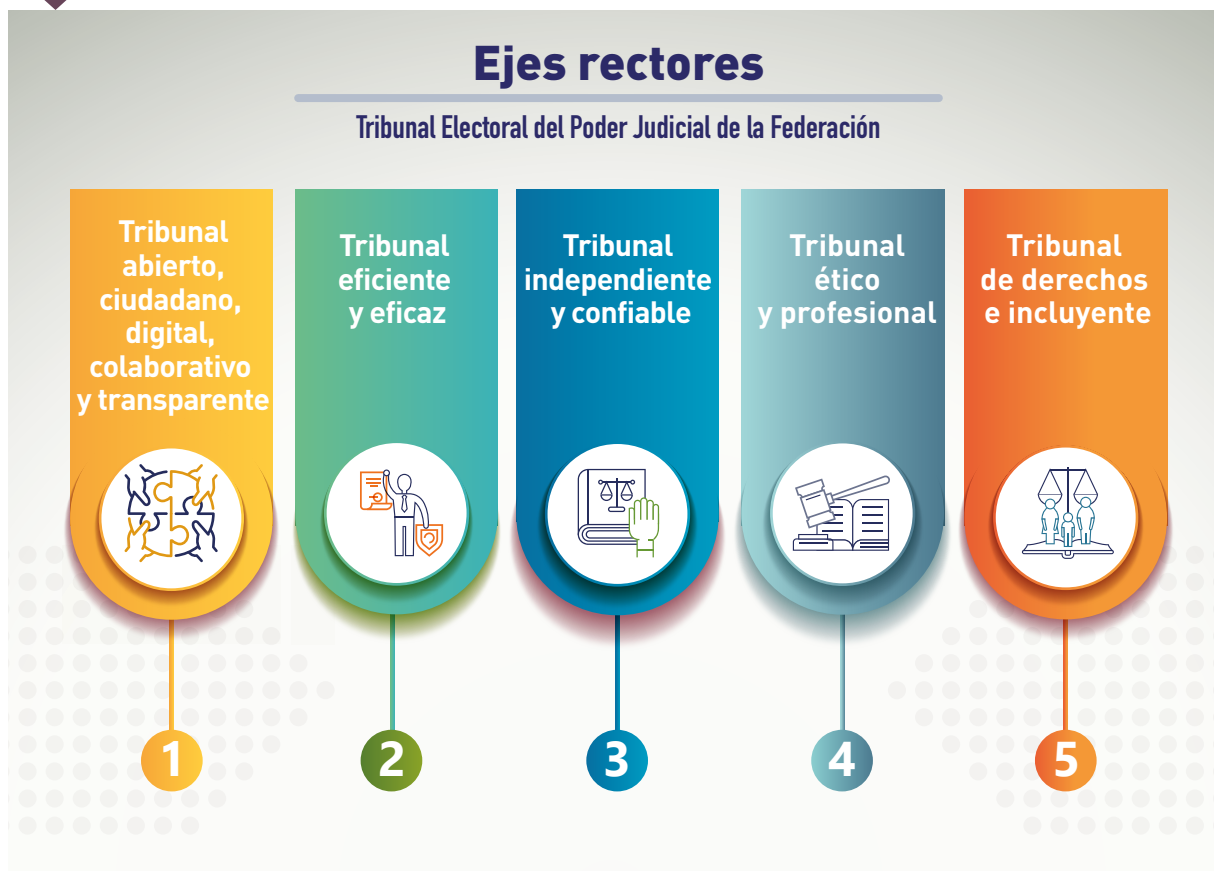 Ejes rectores
Tribunal Electoral del Poder Judicial de la Federación
Tribunal
abierto,
ciudadano,
digital,
colaborativo
y transparente
Tribunal
eficiente
y eficaz
Tribunal
independiente
y confiable
Tribunal
ético
y profesional
Tribunal
de derechos
e incluyente
1
2
3
4
5